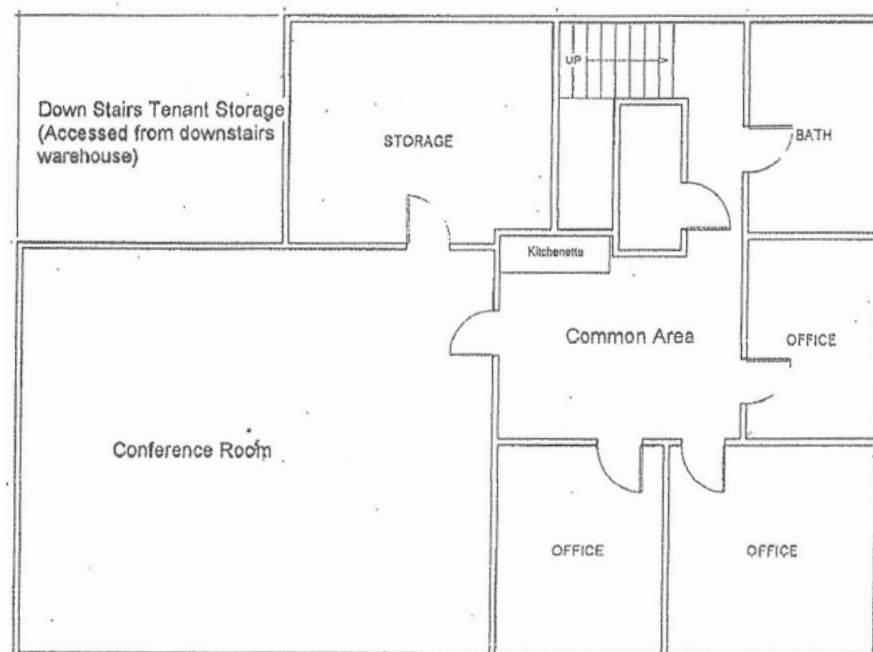 Down Stairs Tenant Storage
(Accessed from downstairs
warehouse)
STORAGE
UP
BATH
Kitchenette
Common Area
OFFICE
Conference Room
OFFICE
OFFICE